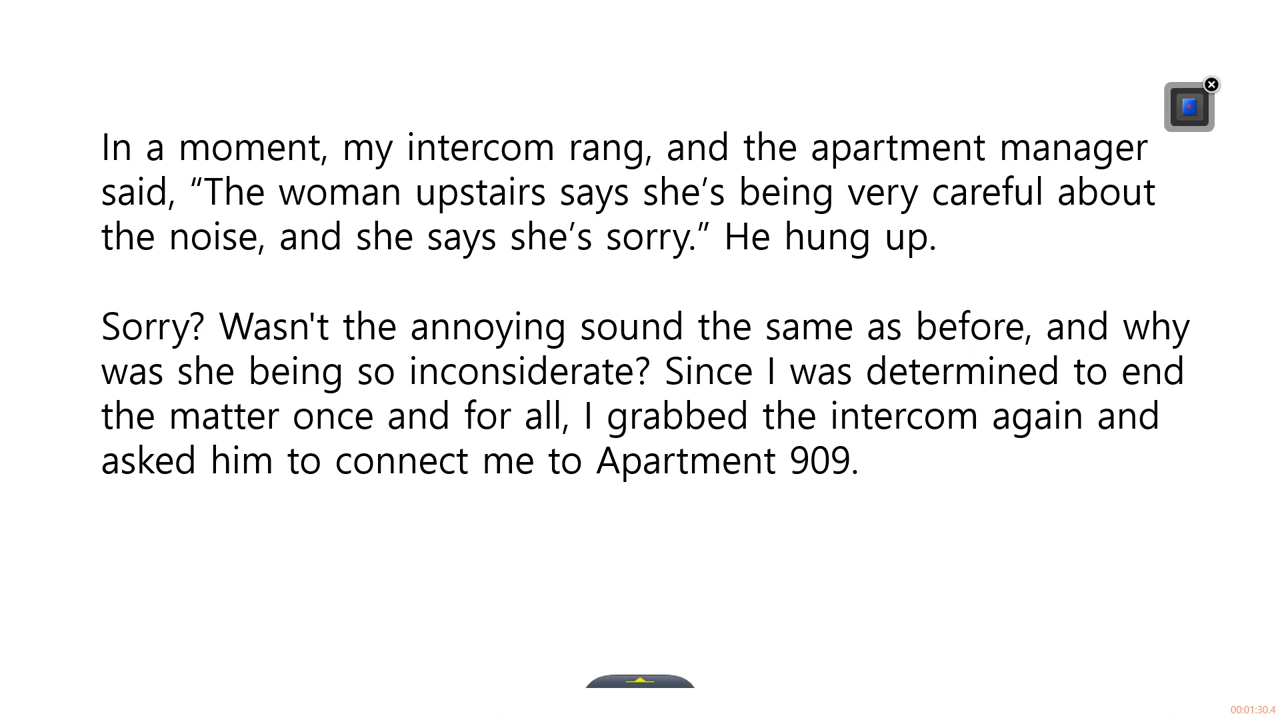 In a moment, my intercom rang, and the apartment manager
said, “The woman upstairs says she’s being very careful about
the noise, and she says she’s sorry.” He hung up.
Sorry? Wasn't the annoying sound the same as before, and why
was she being so inconsiderate? Since I was determined to end
the matter once and for all, I grabbed the intercom again and
asked him to connect me to Apartment 909.
00:01:30.4